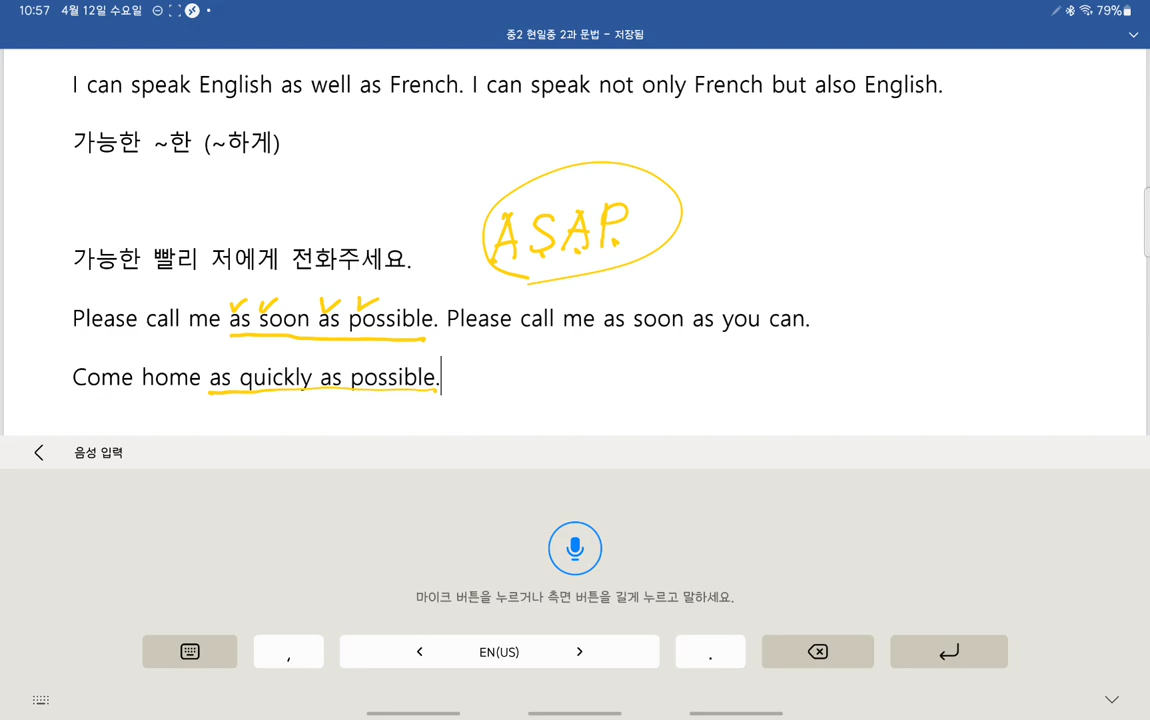 10:57 4월 12일 수요일 79%
중2 현일중 2과 문법 – 저장됨
I can speak English as well as French. I can speak not only French but also English.
가능한 ~한 (~하게)
ASAP
가능한 빨리 저에게 전화주세요.
Please call me as soon as possible. Please call me as soon as you can.
Come home as quickly as possible.
음성 입력
마이크 버튼을 누르거나 측면 버튼을 길게 누르고 말하세요.
, < EN(US) > .